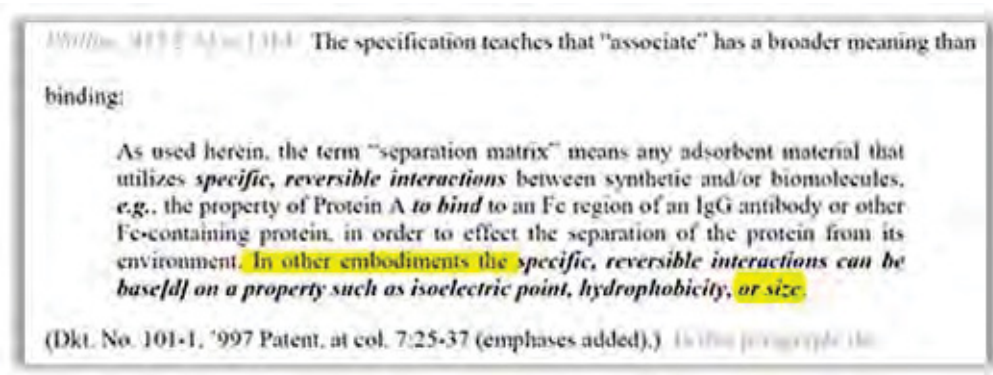 The specification teaches that "associate" has a broader meaning than
binding:
As used herein, the term "separation matrix" means any adsorbent material that
utilizes specific, reversible interactions between synthetic and/or biomolecules,
e.g., the property of Protein A to bind to an Fc region of an IgG antibody or other
Fc-containing protein, in order to effect the separation of the protein from its
environment. In other embodiments the specific, reversible interactions can be
base[d] on a property such as isoelectric point, hydrophobicity, or size.
(Dkt. No. 101-1, '997 Patent, at col. 7:25-37 (emphases added).)